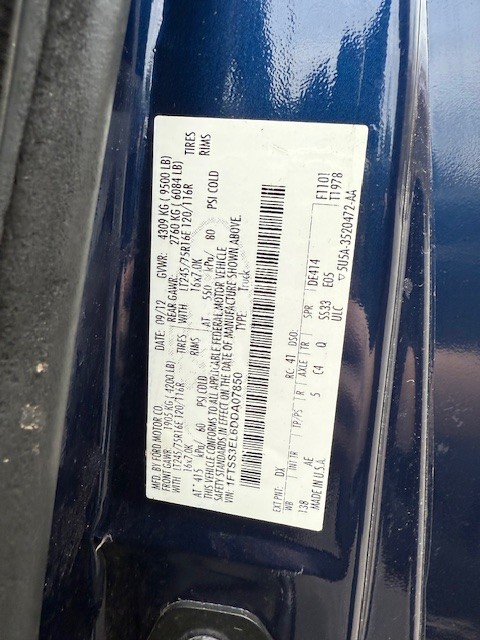 MFD. BY FORD MOTOR CO.
DATE: 09/12 GVWR: 4309 KG ( 9500 LB)
FRONT GAWR: 1905 KG ( 4200 LB) REAR GAWR: 2760 KG ( 6084 LB)
WITH LT245/75R16E 120/116R TIRES WITH LT245/75R16E 120/116R TIRES
16x7.0K RIMS 16x7.0K RIMS
AT 415 kPa/ 60 PSI COLD AT 550 kPa/ 80 PSI COLD
THIS VEHICLE CONFORMS TO ALL APPLICABLE FEDERAL MOTOR VEHICLE
SAFETY STANDARDS IN EFFECT ON THE DATE OF MANUFACTURE SHOWN ABOVE.
VIN: 1FTSS3EL6DDA07850
TYPE: Truck
EXT PNT: DX RC: 41 DSO: F1101
WB INT TR TP/PS R AXLE TR SPR DE414 T1978
138 AE 5 C4 Q SS33 E05
MADE IN U.S.A. ULC 5U5A-3520472-AA